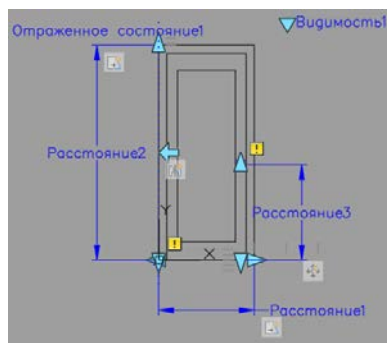 Отраженное состояние1
Видимость1
Расстояние2
Расстояние3
Y
X
Расстояние1